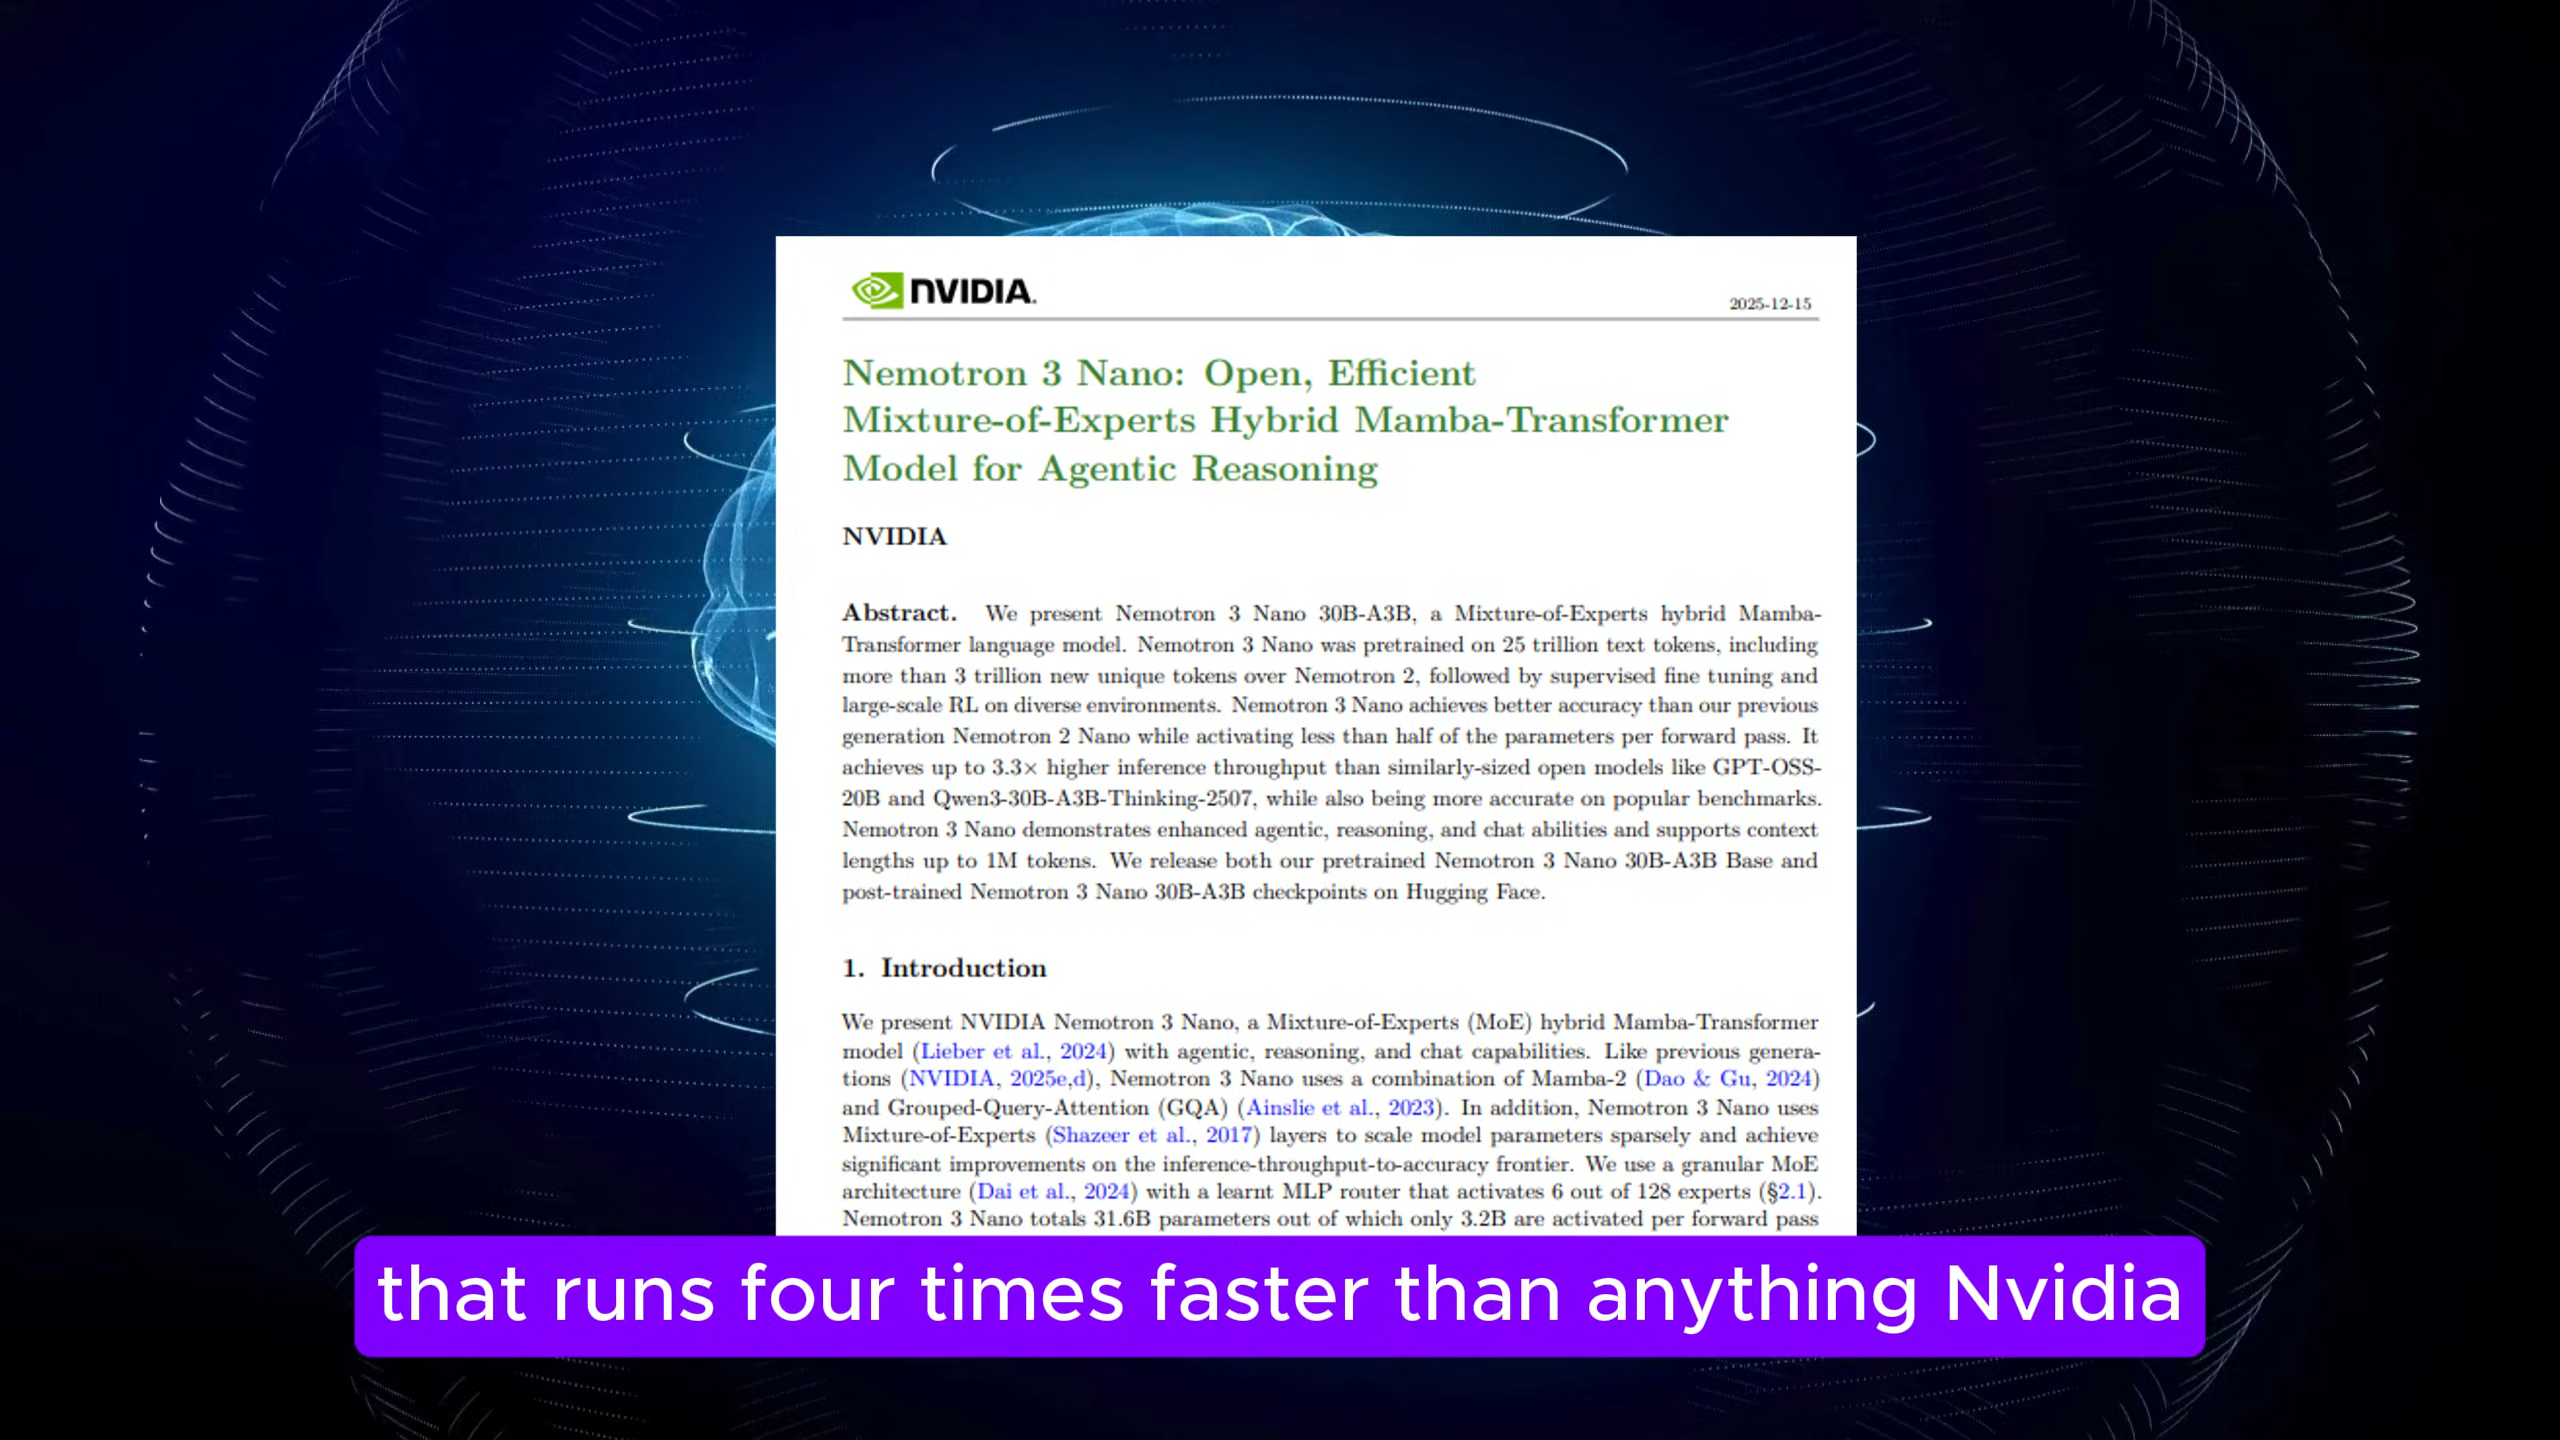 NVIDIA.
2025-12-15
Nemotron 3 Nano: Open, Efficient
Mixture-of-Experts Hybrid Mamba-Transformer
Model for Agentic Reasoning
NVIDIA
Abstract. We present Nemotron 3 Nano 30B-A3B, a Mixture-of-Experts hybrid Mamba-
Transformer language model. Nemotron 3 Nano was pretrained on 25 trillion text tokens, including
more than 3 trillion new unique tokens over Nemotron 2, followed by supervised fine tuning and
large-scale RL on diverse environments. Nemotron 3 Nano achieves better accuracy than our previous
generation Nemotron 2 Nano while activating less than half of the parameters per forward pass. It
achieves up to 3.3× higher inference throughput than similarly-sized open models like GPT-OSS-
20B and Qwen3-30B-A3B-Thinking-2507, while also being more accurate on popular benchmarks.
Nemotron 3 Nano demonstrates enhanced agentic, reasoning, and chat abilities and supports context
lengths up to 1M tokens. We release both our pretrained Nemotron 3 Nano 30B-A3B Base and
post-trained Nemotron 3 Nano 30B-A3B checkpoints on Hugging Face.
1. Introduction
We present NVIDIA Nemotron 3 Nano, a Mixture-of-Experts (MoE) hybrid Mamba-Transformer
model (Lieber et al., 2024) with agentic, reasoning, and chat capabilities. Like previous genera-
tions (NVIDIA, 2025e,d), Nemotron 3 Nano uses a combination of Mamba-2 (Dao & Gu, 2024)
and Grouped-Query-Attention (GQA) (Ainslie et al., 2023). In addition, Nemotron 3 Nano uses
Mixture-of-Experts (Shazeer et al., 2017) layers to scale model parameters sparsely and achieve
significant improvements on the inference-throughput-to-accuracy frontier. We use a granular MoE
architecture (Dai et al., 2024) with a learnt MLP router that activates 6 out of 128 experts (§2.1).
Nemotron 3 Nano totals 31.6B parameters out of which only 3.2B are activated per forward pass
that runs four times faster than anything Nvidia